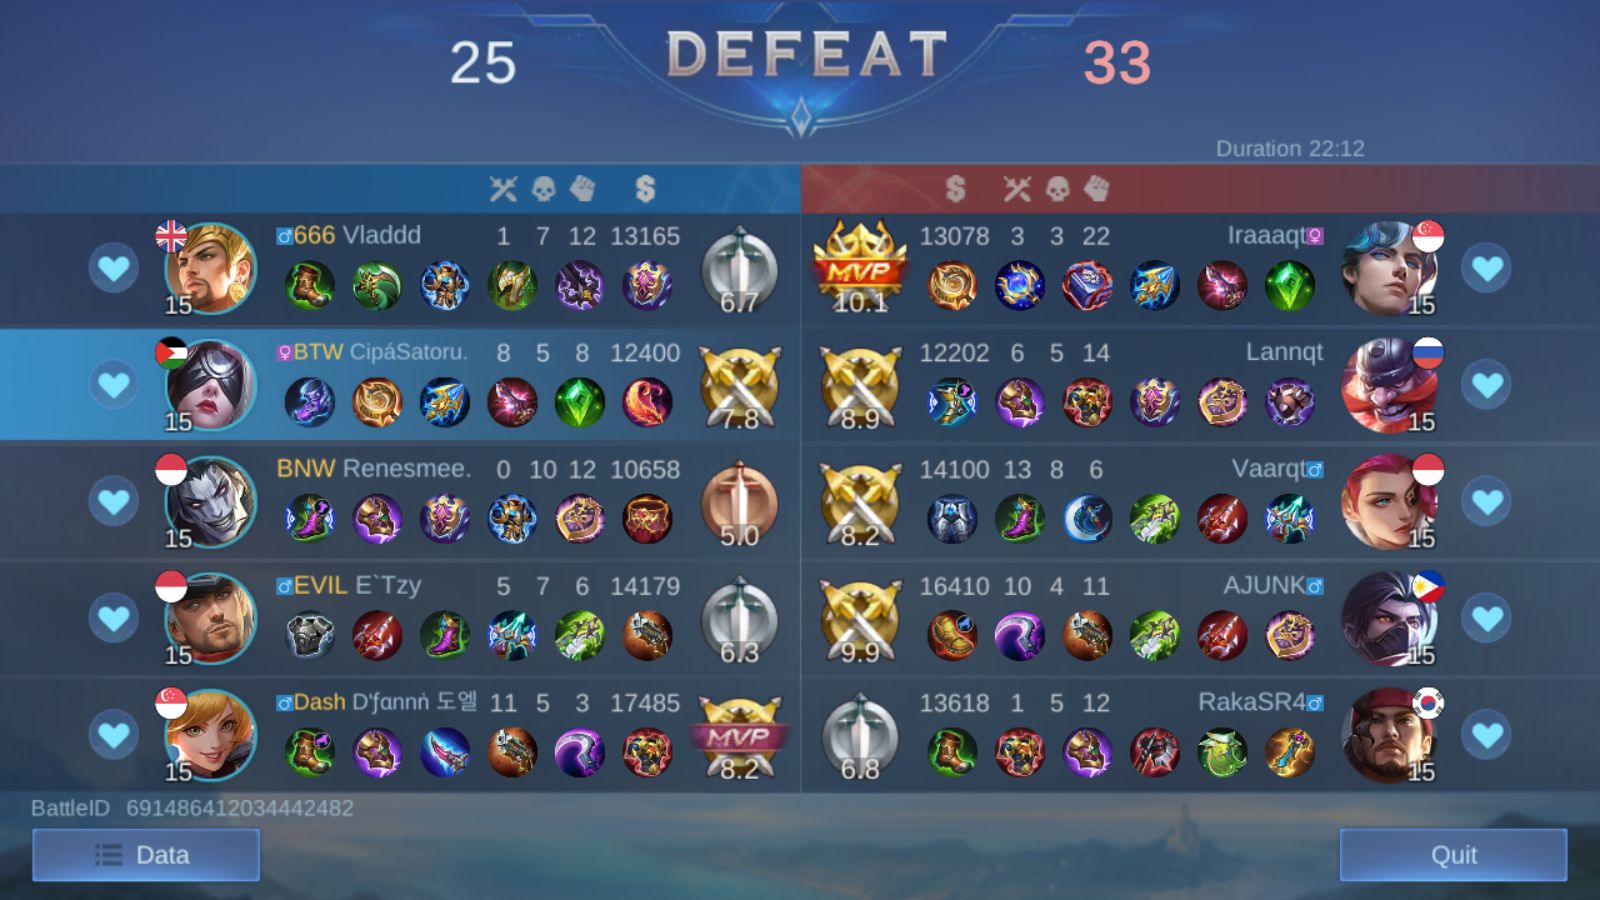 25 DEFEAT 33
Duration 22:12
666 Vladdd 1 7 12 13165
15 6.7
MVP 10.1 13078 3 3 22 Iraaaqt
15
BTW CipáSatoru. 8 5 8 12400
15 7.8
8.9 12202 6 5 14 Lannqt
15
BNW Renesmee. 0 10 12 10658
15 5.0
8.2 14100 13 8 6 Vaarqt
15
EVIL E`Tzy 5 7 6 14179
15 6.3
9.9 16410 10 4 11 AJUNK
15
Dash D'ƒɑnnṅ 도엘 11 5 3 17485
15 MVP 8.2
6.8 13618 1 5 12 RakaSR4
15
BattleID 691486412034442482
Data
Quit